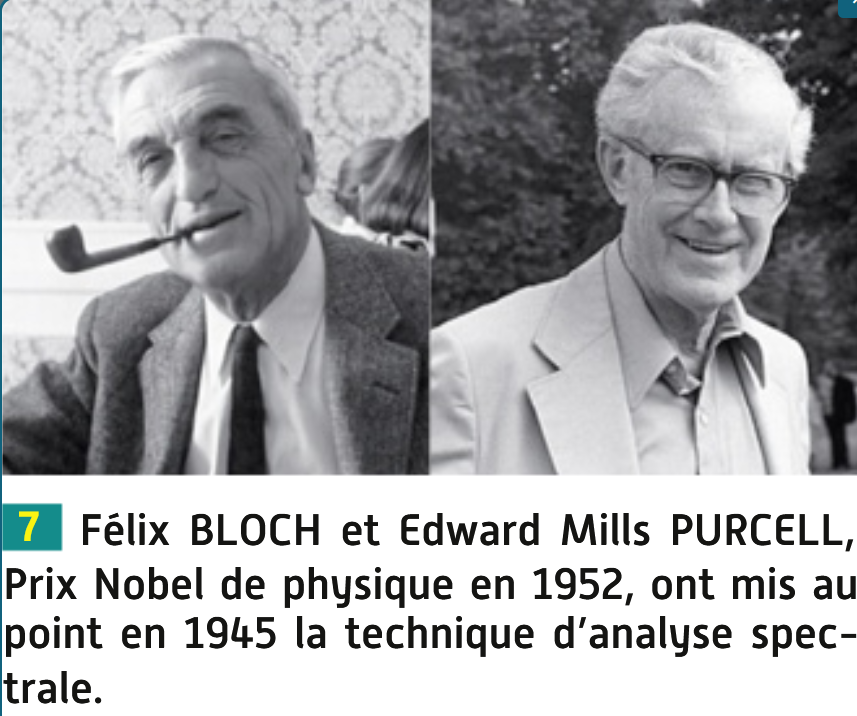 7 Félix BLOCH et Edward Mills PURCELL,
Prix Nobel de physique en 1952, ont mis au
point en 1945 la technique d’analyse spec-
trale.